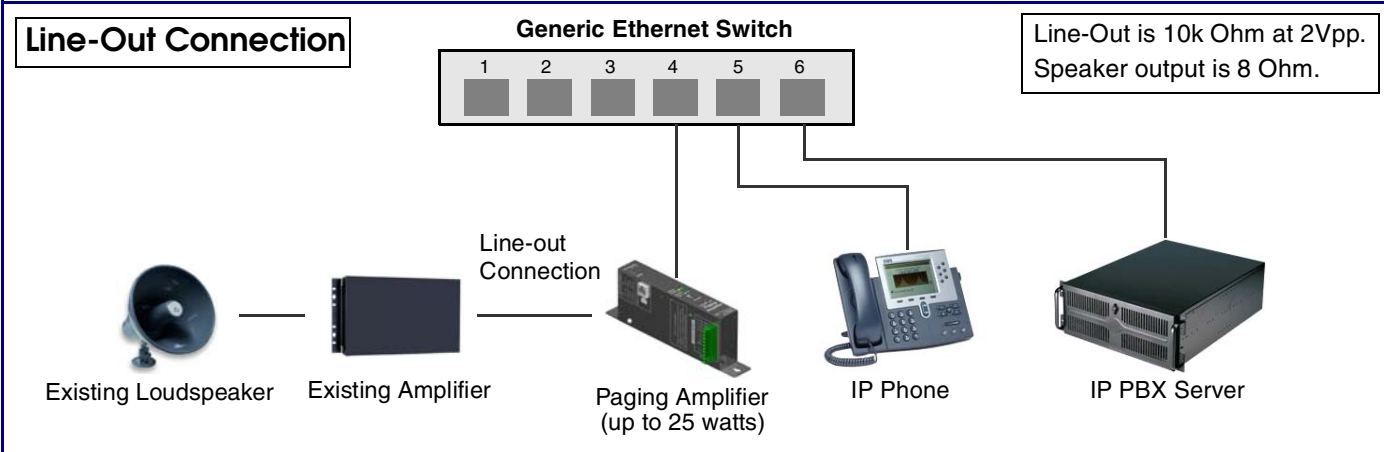 Line-Out Connection
Generic Ethernet Switch
Line-Out is 10k Ohm at 2Vpp.
Speaker output is 8 Ohm.
1 2 3 4 5 6
Line-out
Connection
Existing Loudspeaker
Existing Amplifier
Paging Amplifier
(up to 25 watts)
IP Phone
IP PBX Server